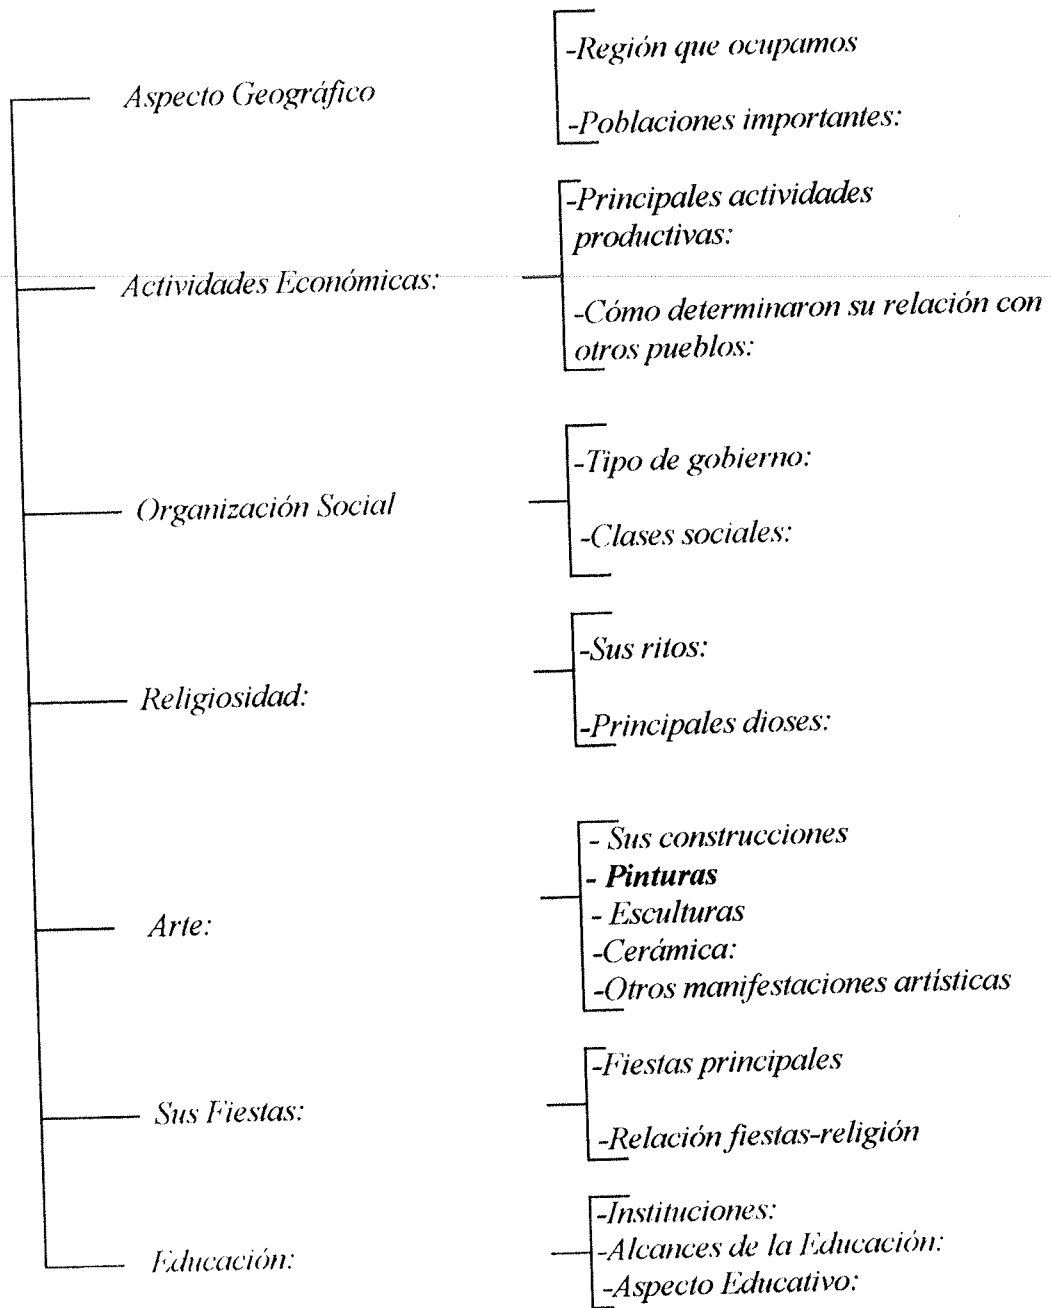 Aspecto Geográfico
-Región que ocupamos
-Poblaciones importantes:
Actividades Económicas:
-Principales actividades
productivas:
-Cómo determinaron su relación con
otros pueblos:
Organización Social
-Tipo de gobierno:
-Clases sociales:
Religiosidad:
-Sus ritos:
-Principales dioses:
Arte:
- Sus construcciones
- Pinturas
- Esculturas
-Cerámica:
-Otros manifestaciones artísticas
Sus Fiestas:
-Fiestas principales
-Relación fiestas-religión
Educación:
-Instituciones:
-Alcances de la Educación:
-Aspecto Educativo: